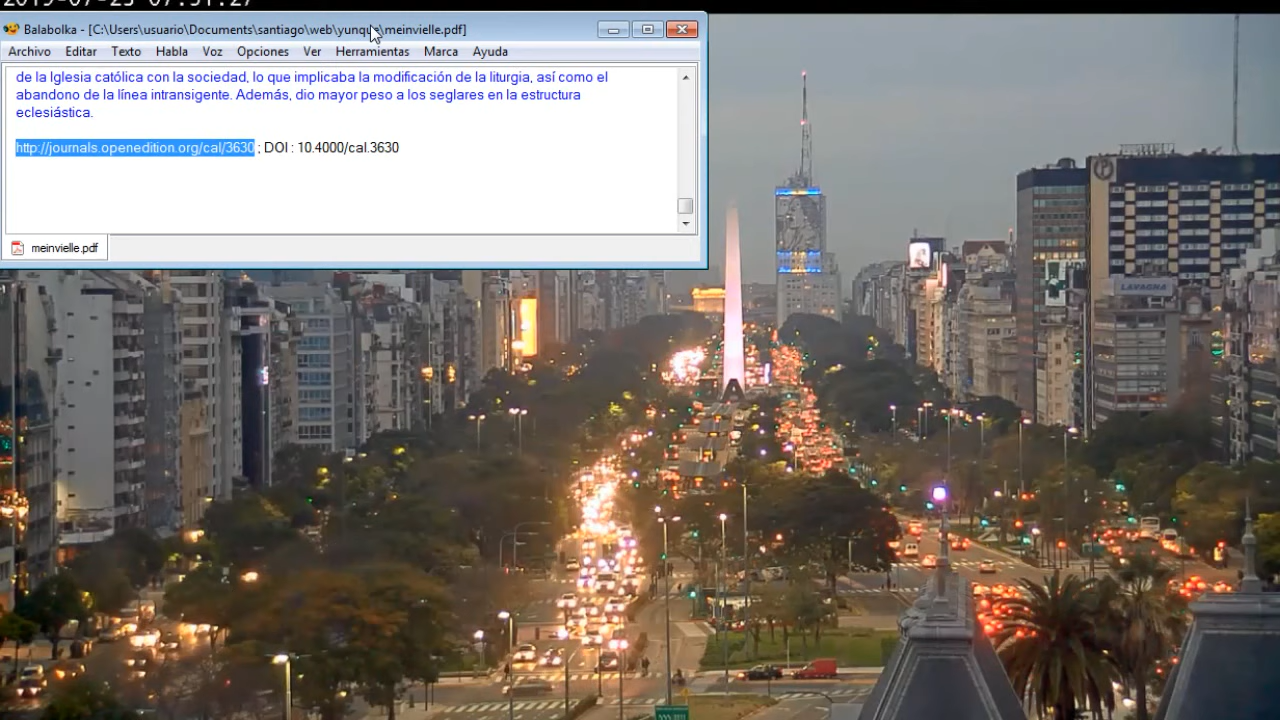 Balabolka - [C:\Users\usuario\Documents\santiago\web\yunque\meinvielle.pdf]
Archivo Editar Texto Habla Voz Opciones Ver Herramientas Marca Ayuda
de la Iglesia católica con la sociedad, lo que implicaba la modificación de la liturgia, así como el
abandono de la línea intransigente. Además, dio mayor peso a los seglares en la estructura
eclesiástica.
http://journals.openedition.org/cal/3630 ; DOI : 10.4000/cal.3630
meinvielle.pdf
LAVAGNA